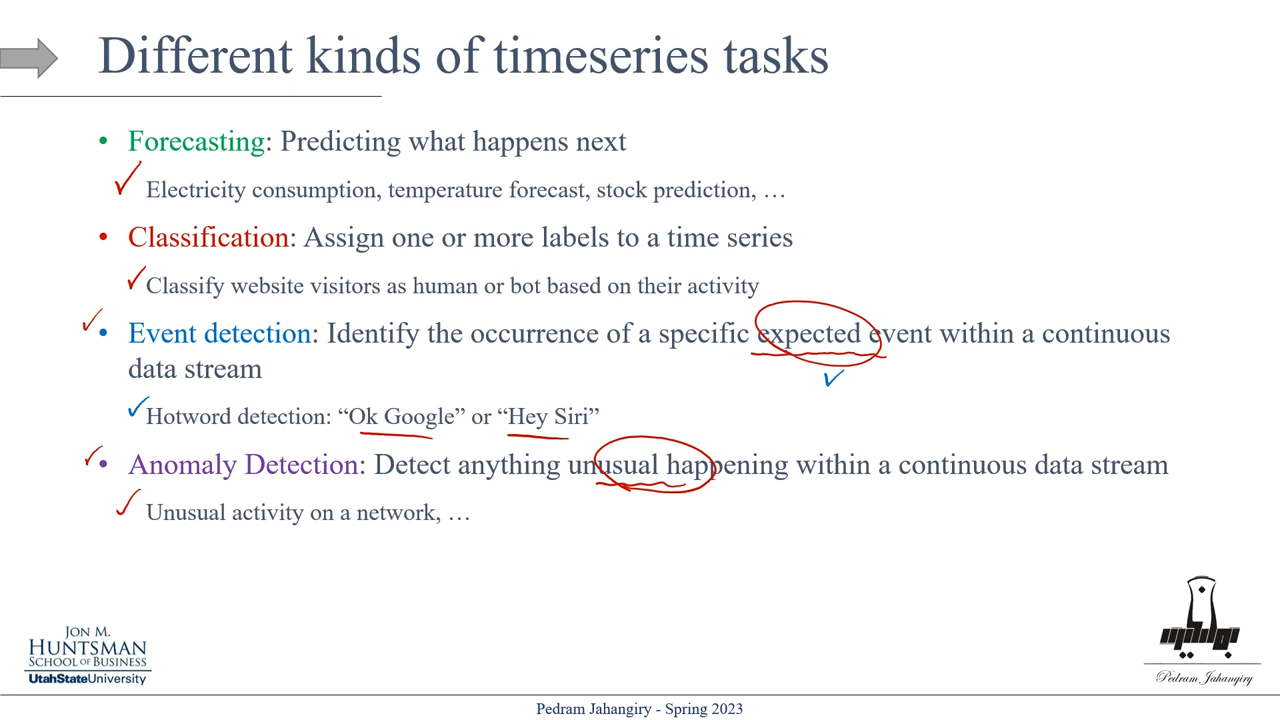 Different kinds of timeseries tasks
• Forecasting: Predicting what happens next
Electricity consumption, temperature forecast, stock prediction, …
• Classification: Assign one or more labels to a time series
Classify website visitors as human or bot based on their activity
• Event detection: Identify the occurrence of a specific expected event within a continuous
data stream
Hotword detection: “Ok Google” or “Hey Siri”
• Anomaly Detection: Detect anything unusual happening within a continuous data stream
Unusual activity on a network, …
JON M.
HUNTSMAN
SCHOOL OF BUSINESS
UtahStateUniversity
Pedram Jahangiry
Pedram Jahangiry - Spring 2023